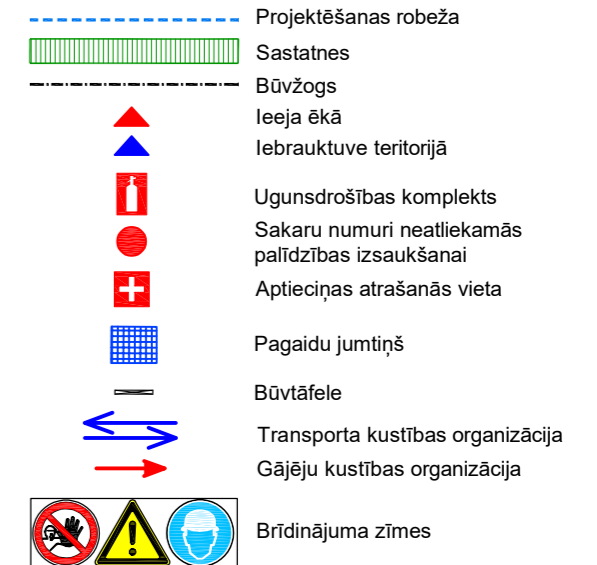 Projektēšanas robeža
Sastatnes
Būvžogs
Ieeja ēkā
Iebrauktuve teritorijā
Ugunsdrošības komplekts
Sakaru numuri neatliekamās
palīdzības izsaukšanai
Aptieciņas atrašanās vieta
Pagaidu jumtiņš
Būvtāfele
Transporta kustības organizācija
Gājēju kustības organizācija
Brīdinājuma zīmes